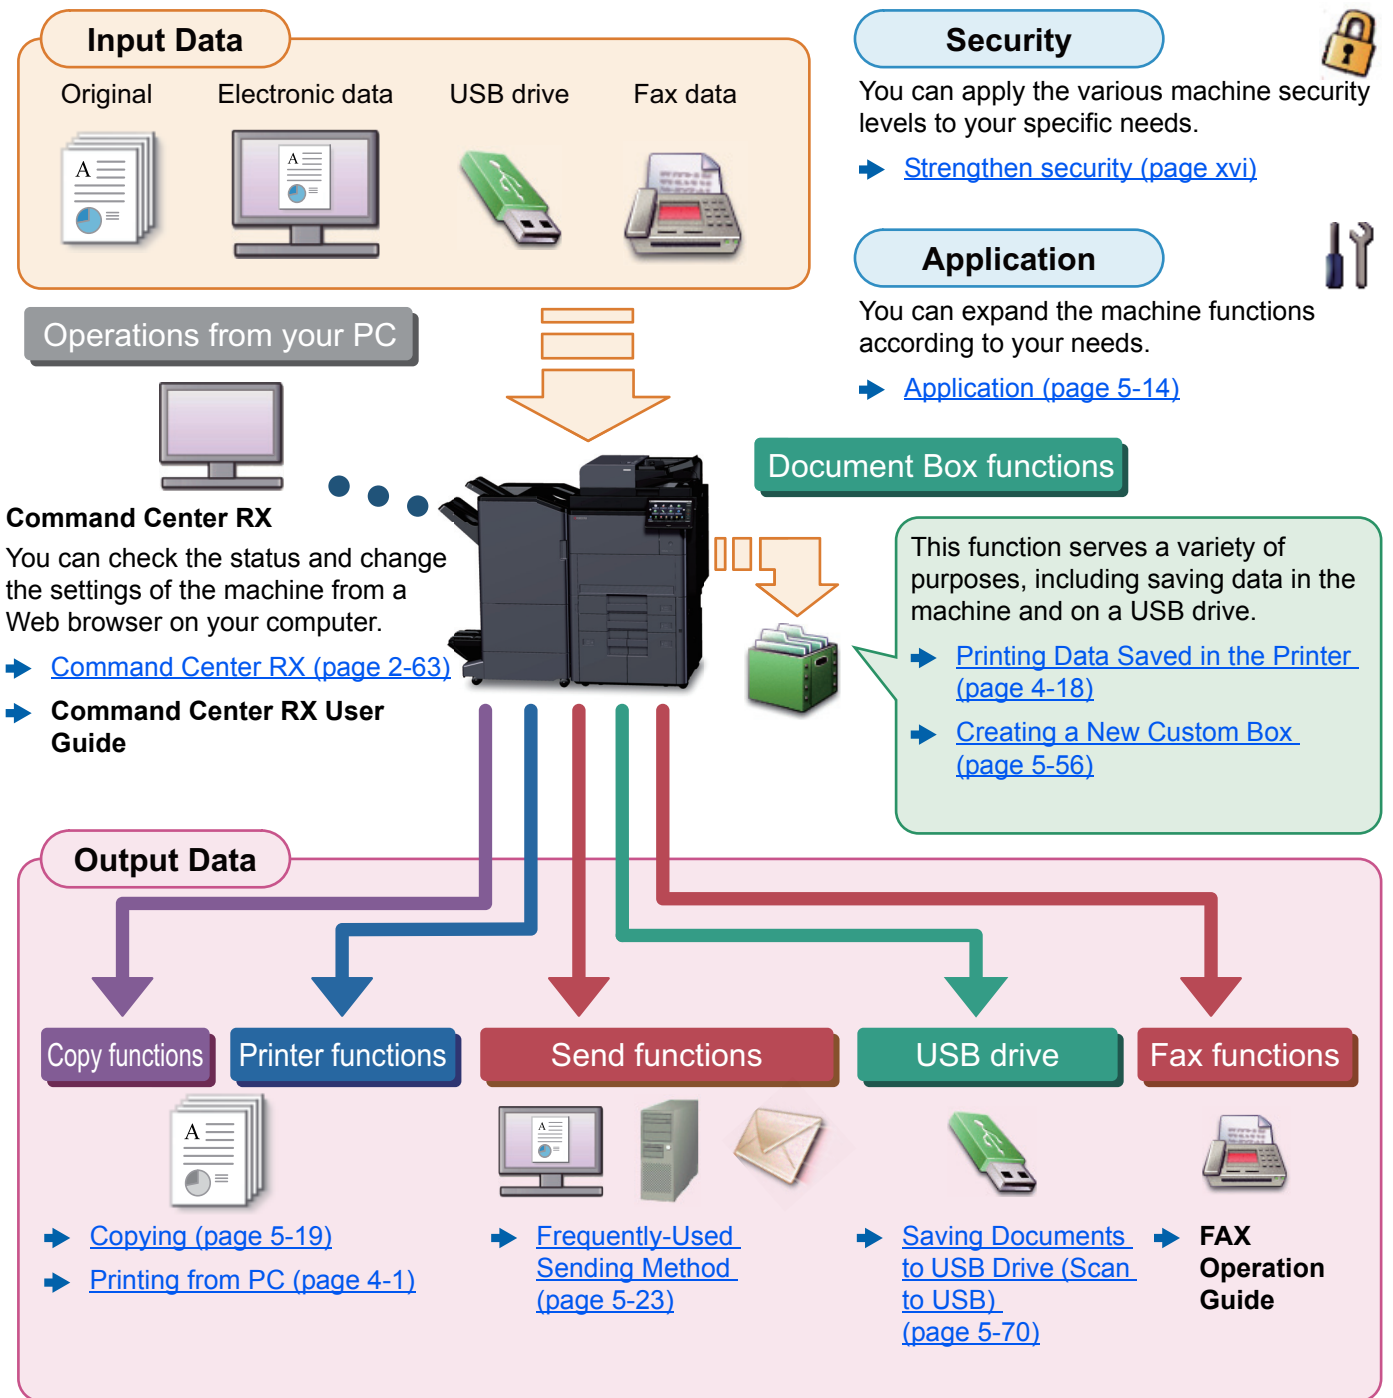 Input Data
Original
Electronic data
USB drive
Fax data
Security
You can apply the various machine security
levels to your specific needs.
Strengthen security (page xvi)
Application
You can expand the machine functions
according to your needs.
Application (page 5-14)
Operations from your PC
Command Center RX
You can check the status and change
the settings of the machine from a
Web browser on your computer.
Command Center RX (page 2-63)
Command Center RX User
Guide
Document Box functions
This function serves a variety of
purposes, including saving data in the
machine and on a USB drive.
Printing Data Saved in the Printer
(page 4-18)
Creating a New Custom Box
(page 5-56)
Output Data
Copy functions
Printer functions
Send functions
USB drive
Fax functions
Copying (page 5-19)
Printing from PC (page 4-1)
Frequently-Used
Sending Method
(page 5-23)
Saving Documents
to USB Drive (Scan
to USB)
(page 5-70)
FAX
Operation
Guide